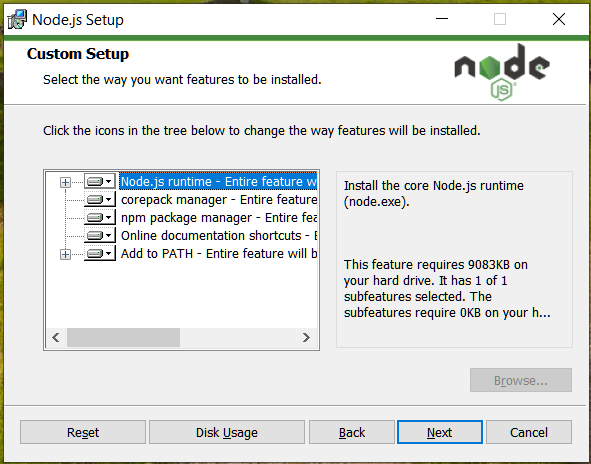 Node.js Setup
Custom Setup
Select the way you want features to be installed.
node
JS
Click the icons in the tree below to change the way features will be installed.
Node.js runtime - Entire feature w
corepack manager - Entire feature
npm package manager - Entire fea
Online documentation shortcuts - E
Add to PATH - Entire feature will b
Install the core Node.js runtime
(node.exe).
This feature requires 9083KB on
your hard drive. It has 1 of 1
subfeatures selected. The
subfeatures require 0KB on your h...
Browse...
Reset
Disk Usage
Back
Next
Cancel